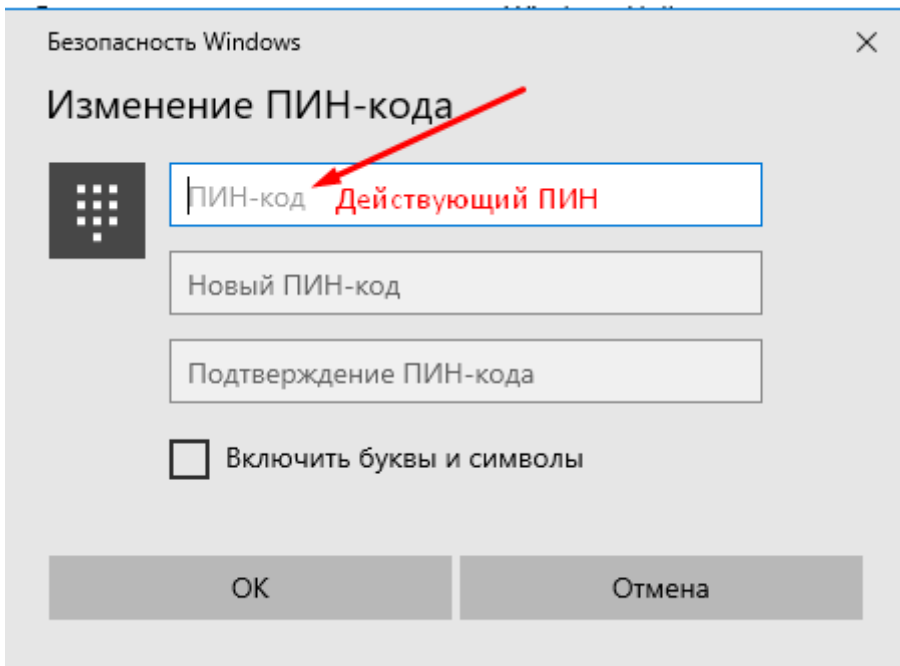 Безопасность Windows
Изменение ПИН-кода
ПИН-код Действующий ПИН
Новый ПИН-код
Подтверждение ПИН-кода
Включить буквы и символы
ОК
Отмена